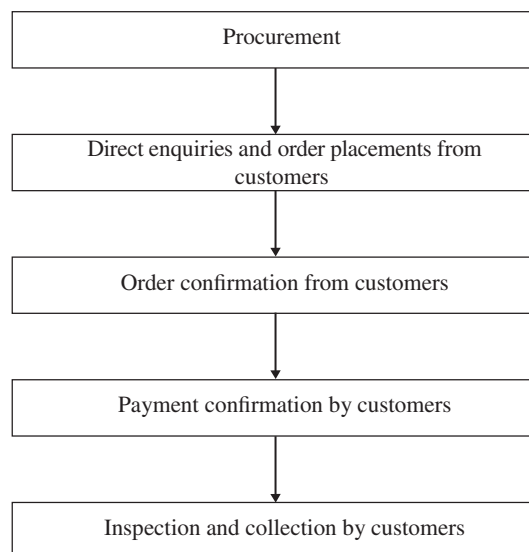 Procurement
Direct enquiries and order placements from
customers
Order confirmation from customers
Payment confirmation by customers
Inspection and collection by customers